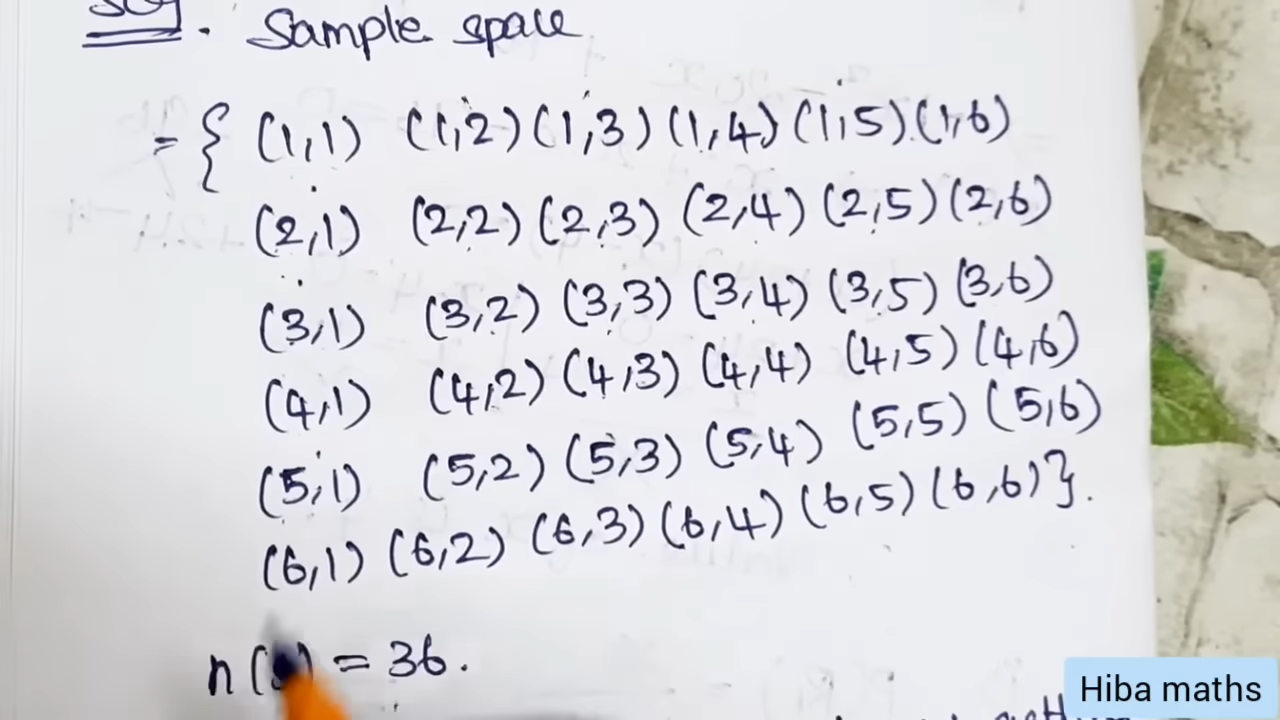 Sample space
= { (1,1) (1,2) (1,3) (1,4) (1,5) (1,6)
(2,1) (2,2) (2,3) (2,4) (2,5) (2,6)
(3,1) (3,2) (3,3) (3,4) (3,5) (3,6)
(4,1) (4,2) (4,3) (4,4) (4,5) (4,6)
(5,1) (5,2) (5,3) (5,4) (5,5) (5,6)
(6,1) (6,2) (6,3) (6,4) (6,5) (6,6) }.
n( ) = 36.
Hiba maths